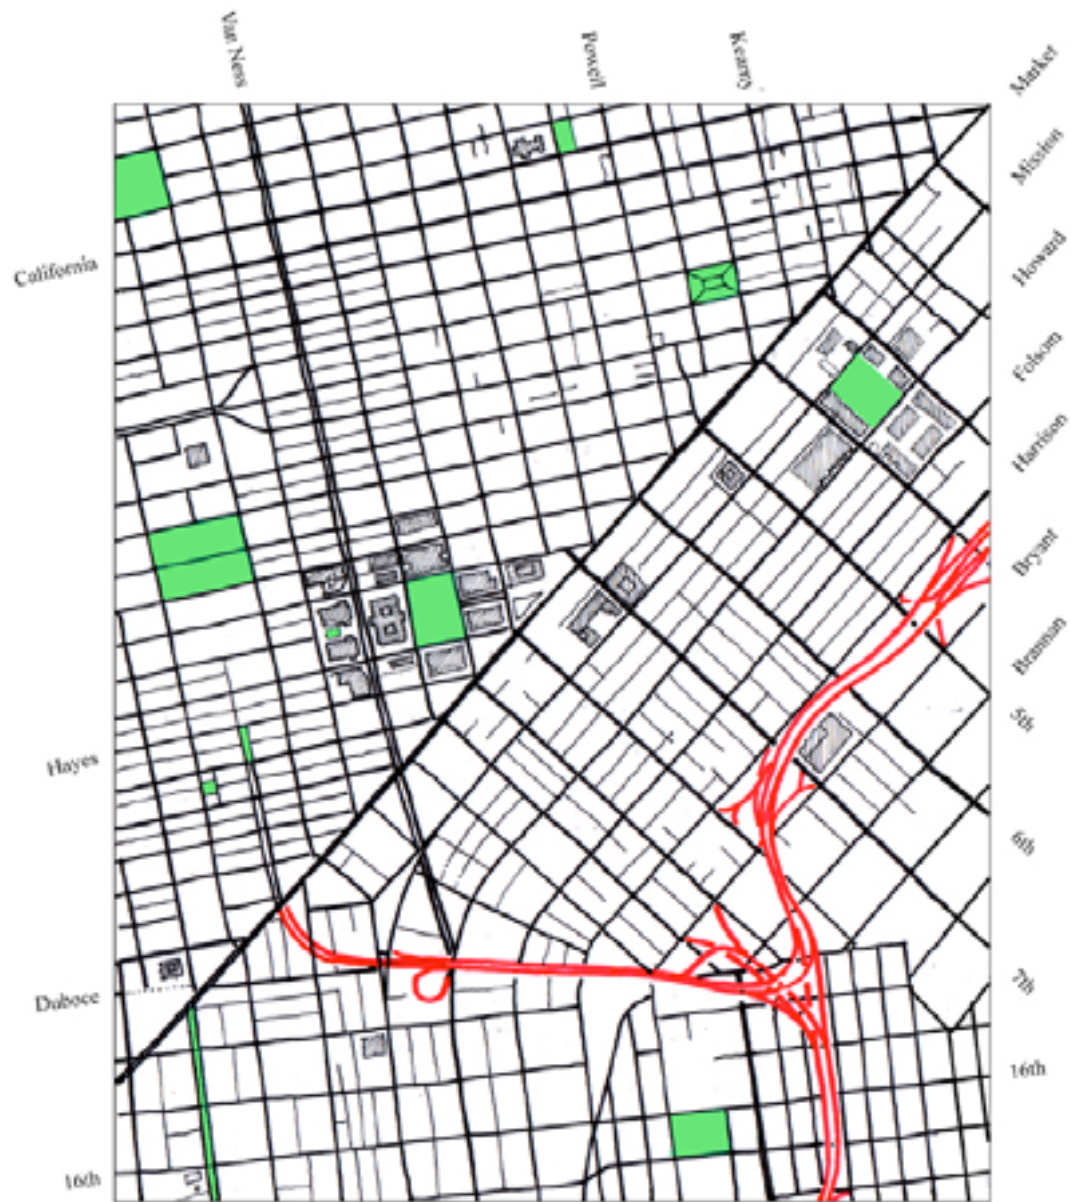 Van Ness
Powell
Kearny
Market
Mission
Howard
California
Folsom
Harrison
Bryant
Brannan
5th
Hayes
6th
7th
Duboce
16th
16th